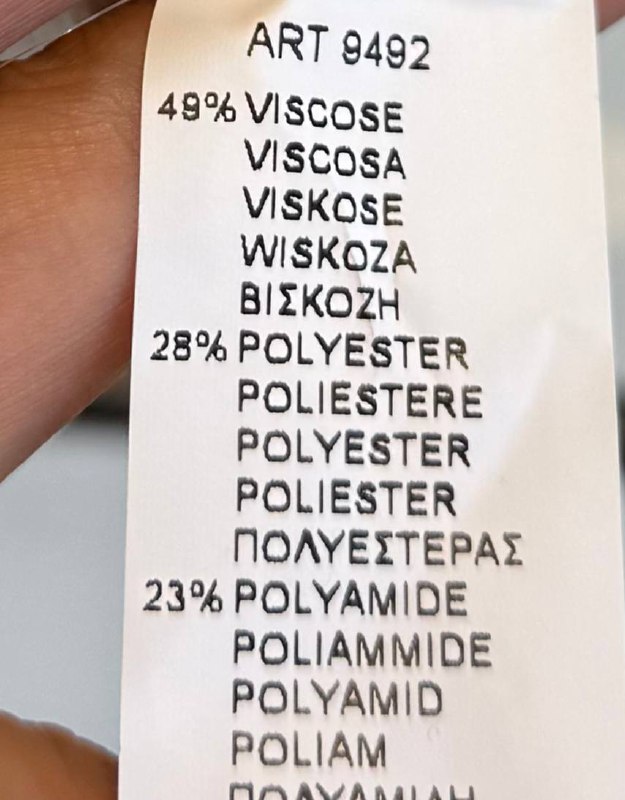 ART 9492
49% VISCOSE
VISCOSA
VISKOSE
WISKOZA
ΒΙΣΚΟΖΗ
28% POLYESTER
POLIESTERE
POLYESTER
POLIESTER
ΠΟΛΥΕΣΤΕΡΑΣ
23% POLYAMIDE
POLIAMMIDE
POLYAMID
POLIAM